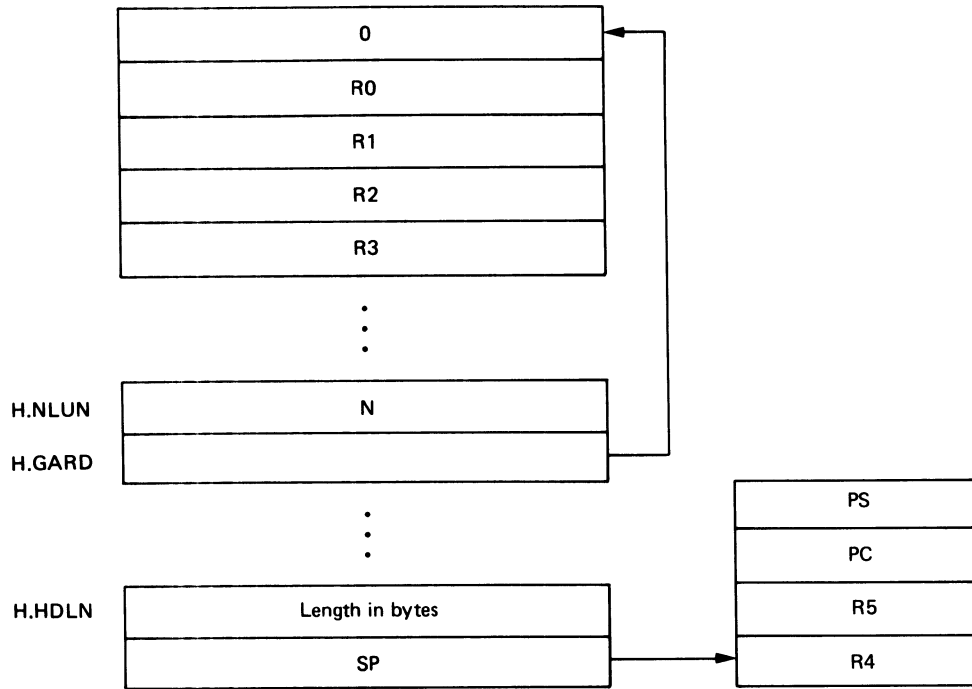 0
R0
R1
R2
R3
H.NLUN N
H.GARD
PS
PC
H.HDLN Length in bytes R5
SP R4